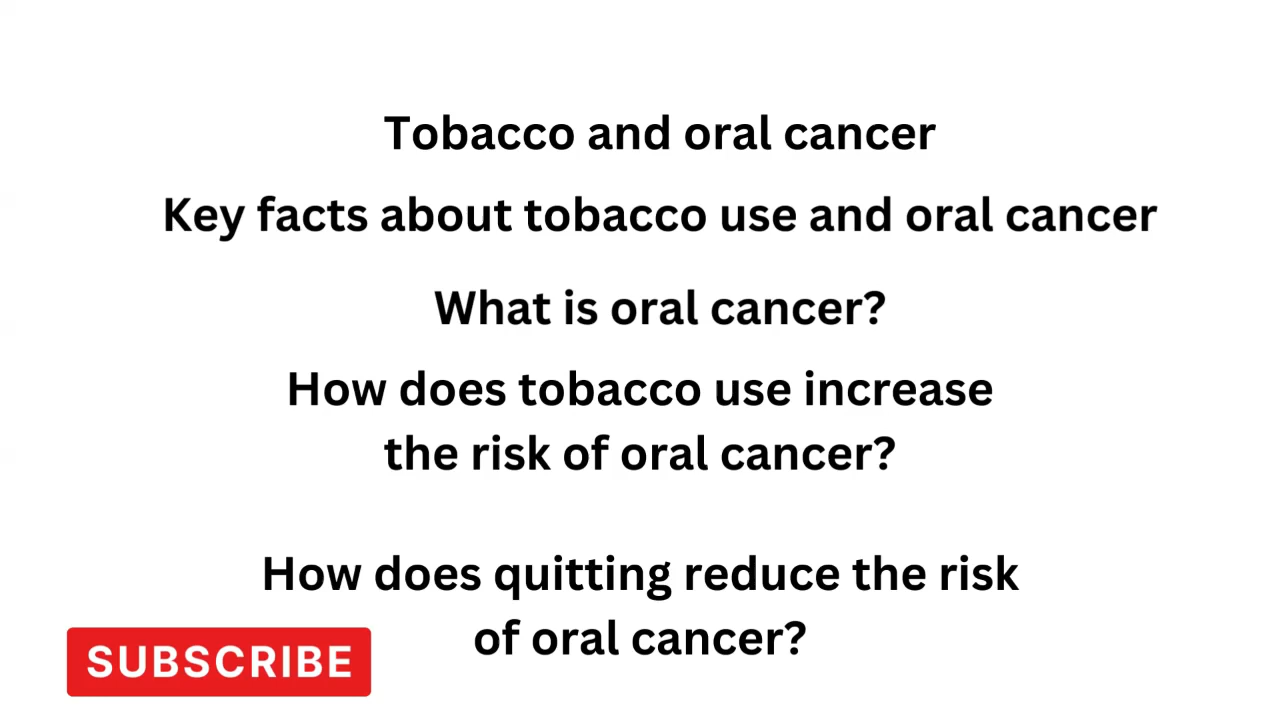 Tobacco and oral cancer
Key facts about tobacco use and oral cancer
What is oral cancer?
How does tobacco use increase
the risk of oral cancer?
How does quitting reduce the risk
of oral cancer?
SUBSCRIBE